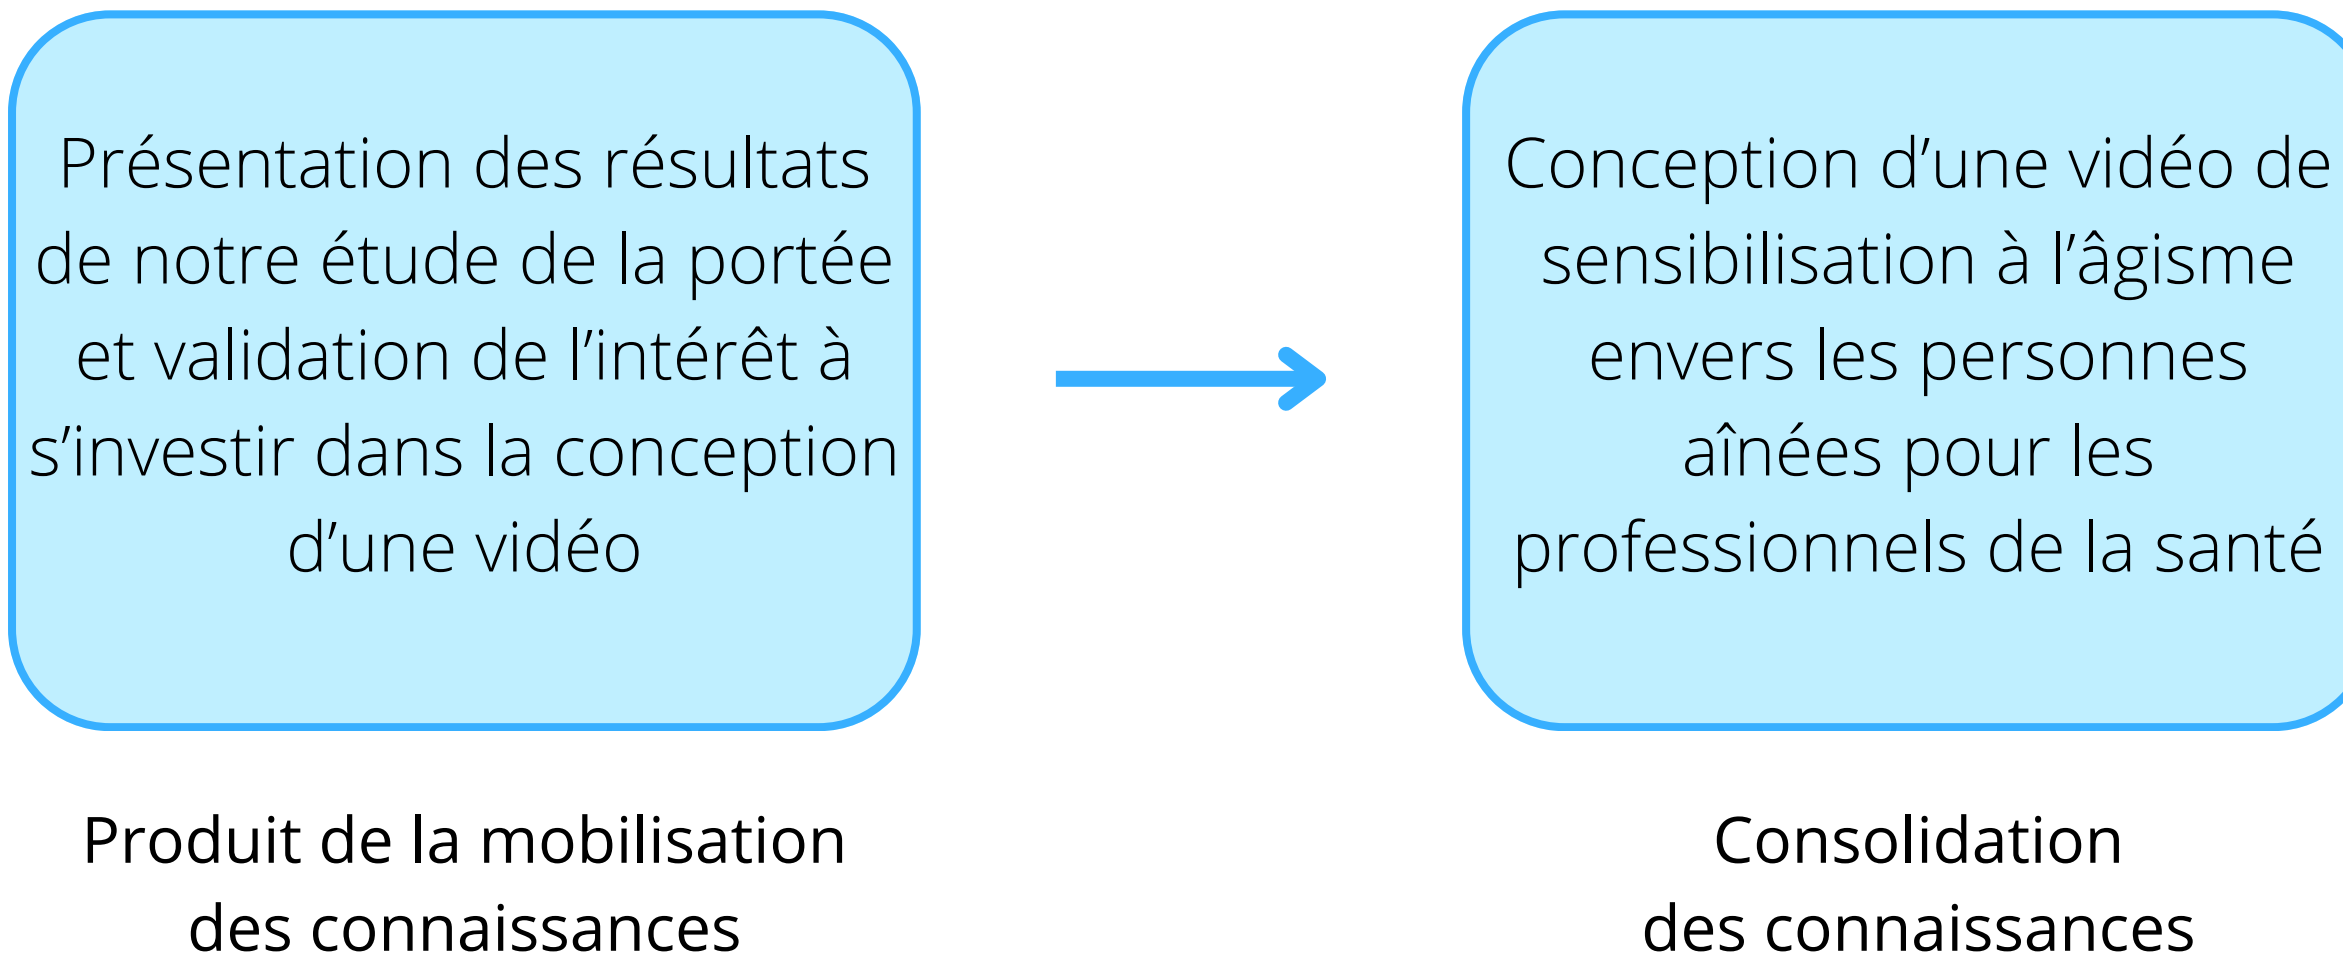 Présentation des résultats
de notre étude de la portée
et validation de l’intérêt à
s’investir dans la conception
d’une vidéo
Produit de la mobilisation
des connaissances
Conception d’une vidéo de
sensibilisation à l’âgisme
envers les personnes
aînées pour les
professionnels de la santé
Consolidation
des connaissances